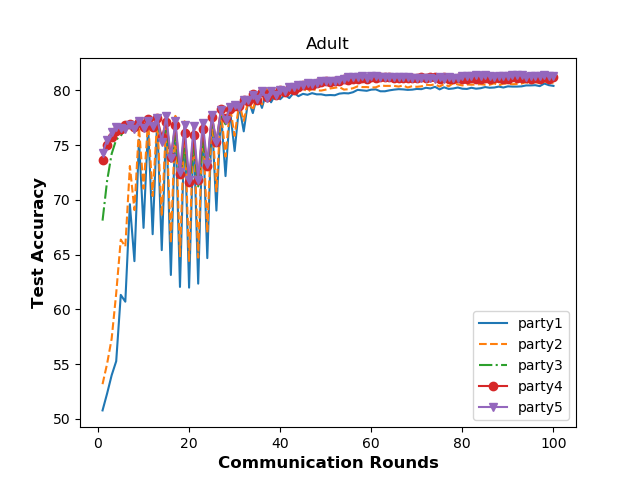 Adult
Test Accuracy
80
75
70
65
60
55
50
0 20 40 60 80 100
Communication Rounds
party1
party2
party3
party4
party5